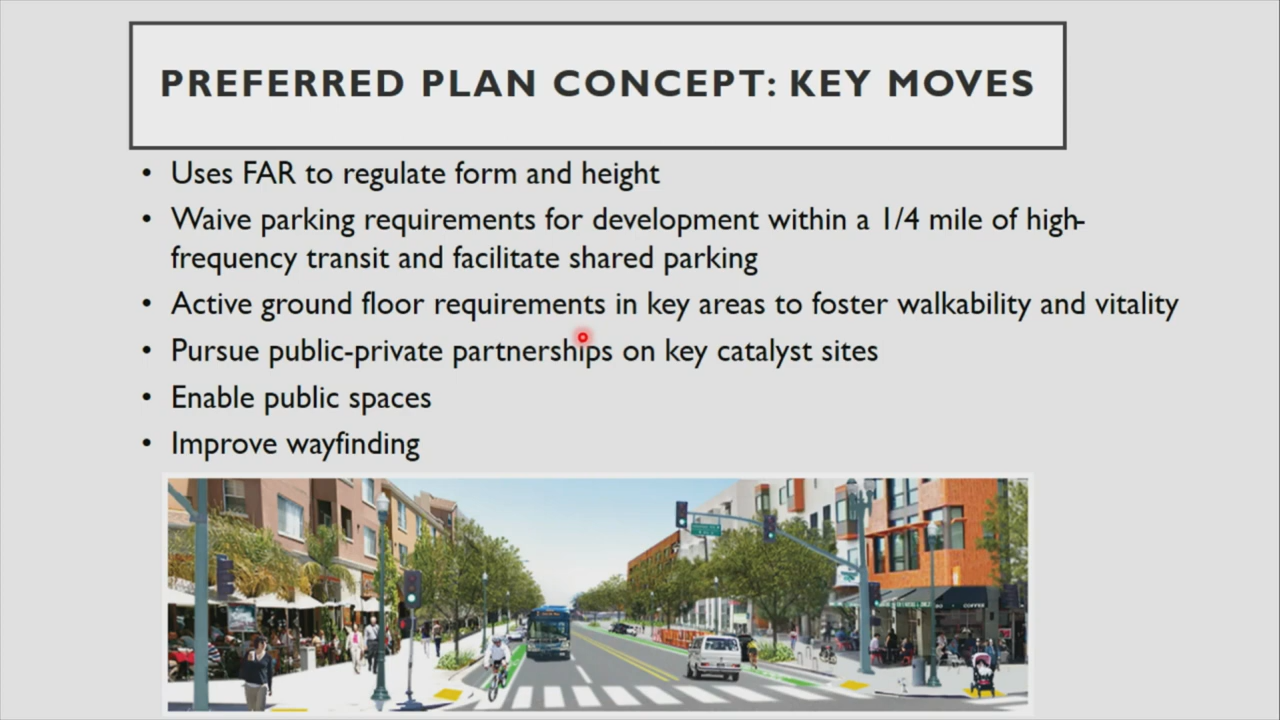 PREFERRED PLAN CONCEPT: KEY MOVES
• Uses FAR to regulate form and height
• Waive parking requirements for development within a 1/4 mile of high-
frequency transit and facilitate shared parking
• Active ground floor requirements in key areas to foster walkability and vitality
• Pursue public-private partnerships on key catalyst sites
• Enable public spaces
• Improve wayfinding
COFFEE